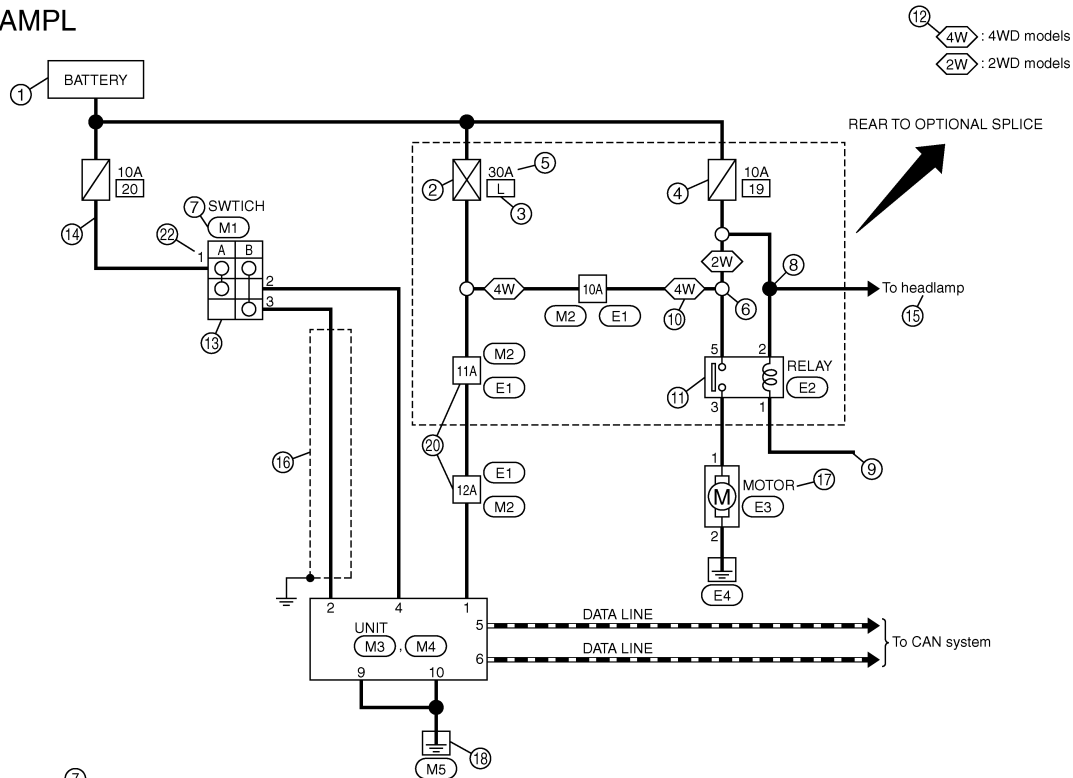 AMPL
12
4W : 4WD models
2W : 2WD models
BATTERY
1
REAR TO OPTIONAL SPLICE
10A
20
2
30A
L
5
3
4
10A
19
7 SWTICH
M1
14
22
1
A B
2
3
13
2W
8
4W
10A
4W
6
To headlamp
15
M2 E1
10
5 2
RELAY
E2
11
3 1
M2
11A
E1
20
16
9
E1
12A
M2
1
M
MOTOR
17
E3
2
E4
2 4 1
UNIT
M3 , M4
5
DATA LINE
6
DATA LINE
To CAN system
9 10
18
M5
7